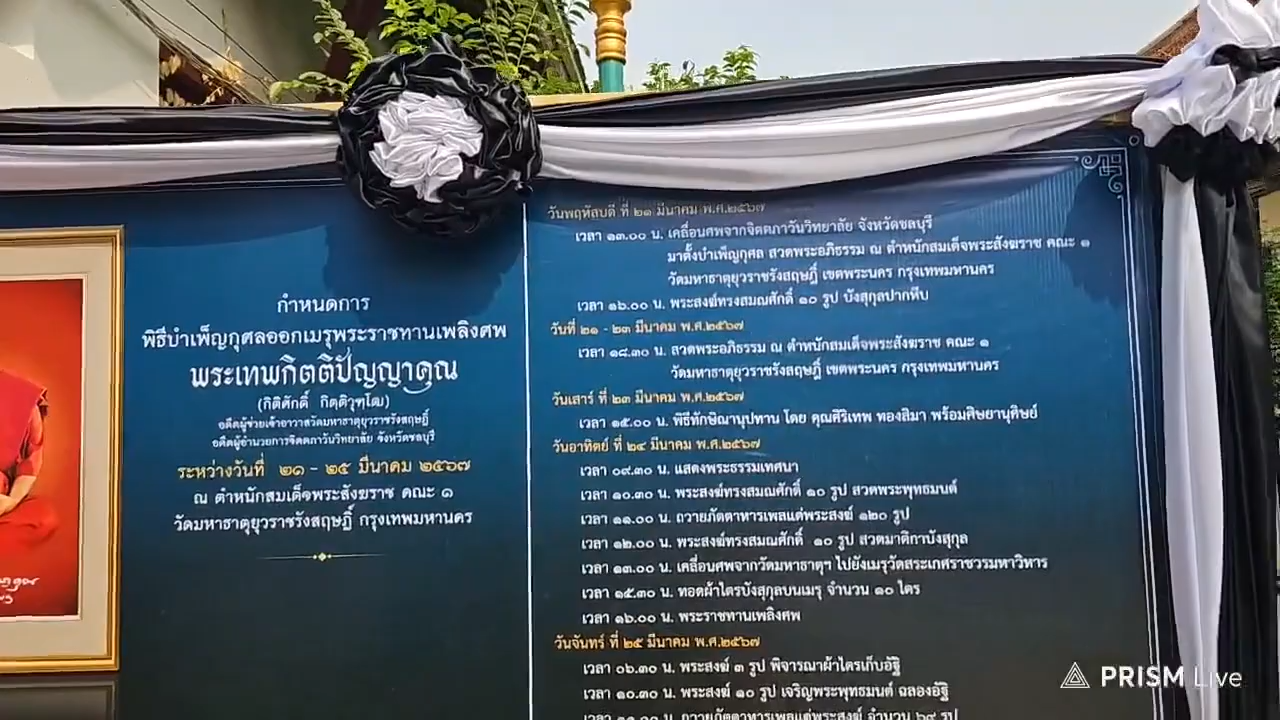 กำหนดการ
พิธีบำเพ็ญกุศลออกเมรุพระราชทานเพลิงศพ
พระเทพกิตติปัญญาคุณ
(กิติศักดิ์ กิตฺติวุฑฺโฒ)
อดีตผู้ช่วยเจ้าอาวาสวัดมหาธาตุยุวราชรังสฤษฎิ์
อดีตผู้อำนวยการจิตตภาวันวิทยาลัย จังหวัดชลบุรี
ระหว่างวันที่ ๒๑ - ๒๕ มีนาคม ๒๕๖๗
ณ ตำหนักสมเด็จพระสังฆราช คณะ ๑
วัดมหาธาตุยุวราชรังสฤษฎิ์ กรุงเทพมหานคร
วันพฤหัสบดี ที่ ๒๑ มีนาคม พ.ศ.๒๕๖๗
เวลา ๑๓.๐๐ น. เคลื่อนศพจากจิตตภาวันวิทยาลัย จังหวัดชลบุรี
มาตั้งบำเพ็ญกุศล สวดพระอภิธรรม ณ ตำหนักสมเด็จพระสังฆราช คณะ ๑
วัดมหาธาตุยุวราชรังสฤษฎิ์ เขตพระนคร กรุงเทพมหานคร
เวลา ๑๖.๐๐ น. พระสงฆ์ทรงสมณศักดิ์ ๑๐ รูป บังสุกุลปากหีบ
วันที่ ๒๑ - ๒๓ มีนาคม พ.ศ.๒๕๖๗
เวลา ๑๘.๓๐ น. สวดพระอภิธรรม ณ ตำหนักสมเด็จพระสังฆราช คณะ ๑
วัดมหาธาตุยุวราชรังสฤษฎิ์ เขตพระนคร กรุงเทพมหานคร
วันเสาร์ ที่ ๒๓ มีนาคม พ.ศ.๒๕๖๗
เวลา ๑๕.๐๐ น. พิธีทักษิณานุปทาน โดย คุณศิริเทพ ทองสิมา พร้อมศิษยานุศิษย์
วันอาทิตย์ ที่ ๒๔ มีนาคม พ.ศ.๒๕๖๗
เวลา ๐๙.๓๐ น. แสดงพระธรรมเทศนา
เวลา ๑๐.๓๐ น. พระสงฆ์ทรงสมณศักดิ์ ๑๐ รูป สวดพระพุทธมนต์
เวลา ๑๑.๐๐ น. ถวายภัตตาหารเพลแด่พระสงฆ์ ๑๒๐ รูป
เวลา ๑๒.๐๐ น. พระสงฆ์ทรงสมณศักดิ์ ๑๐ รูป สวดมาติกาบังสุกุล
เวลา ๑๓.๐๐ น. เคลื่อนศพจากวัดมหาธาตุฯ ไปยังเมรุวัดสระเกศราชวรมหาวิหาร
เวลา ๑๕.๓๐ น. ทอดผ้าไตรบังสุกุลบนเมรุ จำนวน ๑๐ ไตร
เวลา ๑๖.๐๐ น. พระราชทานเพลิงศพ
วันจันทร์ ที่ ๒๕ มีนาคม พ.ศ.๒๕๖๗
เวลา ๐๖.๓๐ น. พระสงฆ์ ๓ รูป พิจารณาผ้าไตรเก็บอัฐิ
เวลา ๑๐.๓๐ น. พระสงฆ์ ๑๐ รูป เจริญพระพุทธมนต์ ฉลองอัฐิ
เวลา ๑๑.๐๐ น. ถวายภัตตาหารเพลแด่พระสงฆ์ จำนวน ๖๙ รูป
PRISM Live